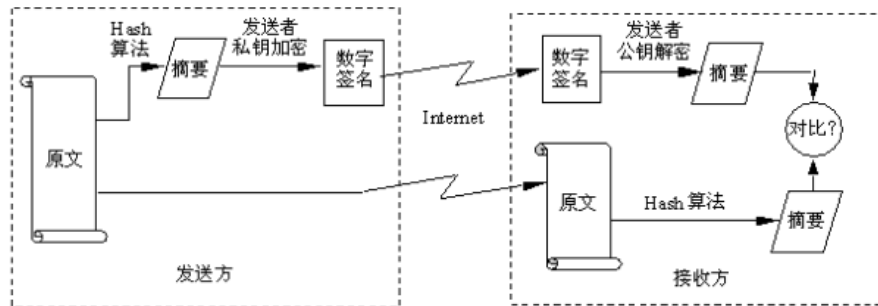 Hash
算法
摘要
发送者
私钥加密
数字
签名
原文
发送方
Internet
数字
签名
发送者
公钥解密
摘要
对比?
原文
Hash 算法
摘要
接收方